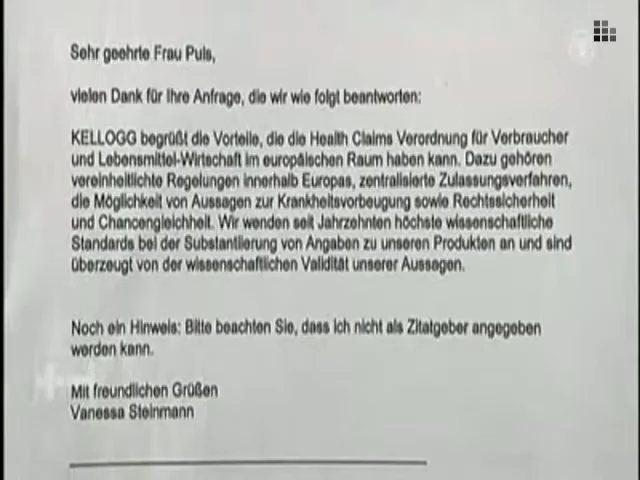 Sehr geehrte Frau Puls,
vielen Dank für Ihre Anfrage, die wir wie folgt beantworten:
KELLOGG begrüßt die Vorteile, die die Health Claims Verordnung für Verbraucher
und Lebensmittel-Wirtschaft im europäischen Raum haben kann. Dazu gehören
vereinheitlichte Regelungen innerhalb Europas, zentralisierte Zulassungsverfahren,
die Möglichkeit von Aussagen zur Krankheitsvorbeugung sowie Rechtssicherheit
und Chancengleichheit. Wir wenden seit Jahrzehnten höchste wissenschaftliche
Standards bei der Substantiierung von Angaben zu unseren Produkten an und sind
überzeugt von der wissenschaftlichen Validität unserer Aussagen.
Noch ein Hinweis: Bitte beachten Sie, dass ich nicht als Zitatgeber angegeben
werden kann.
Mit freundlichen Grüßen
Vanessa Steinmann